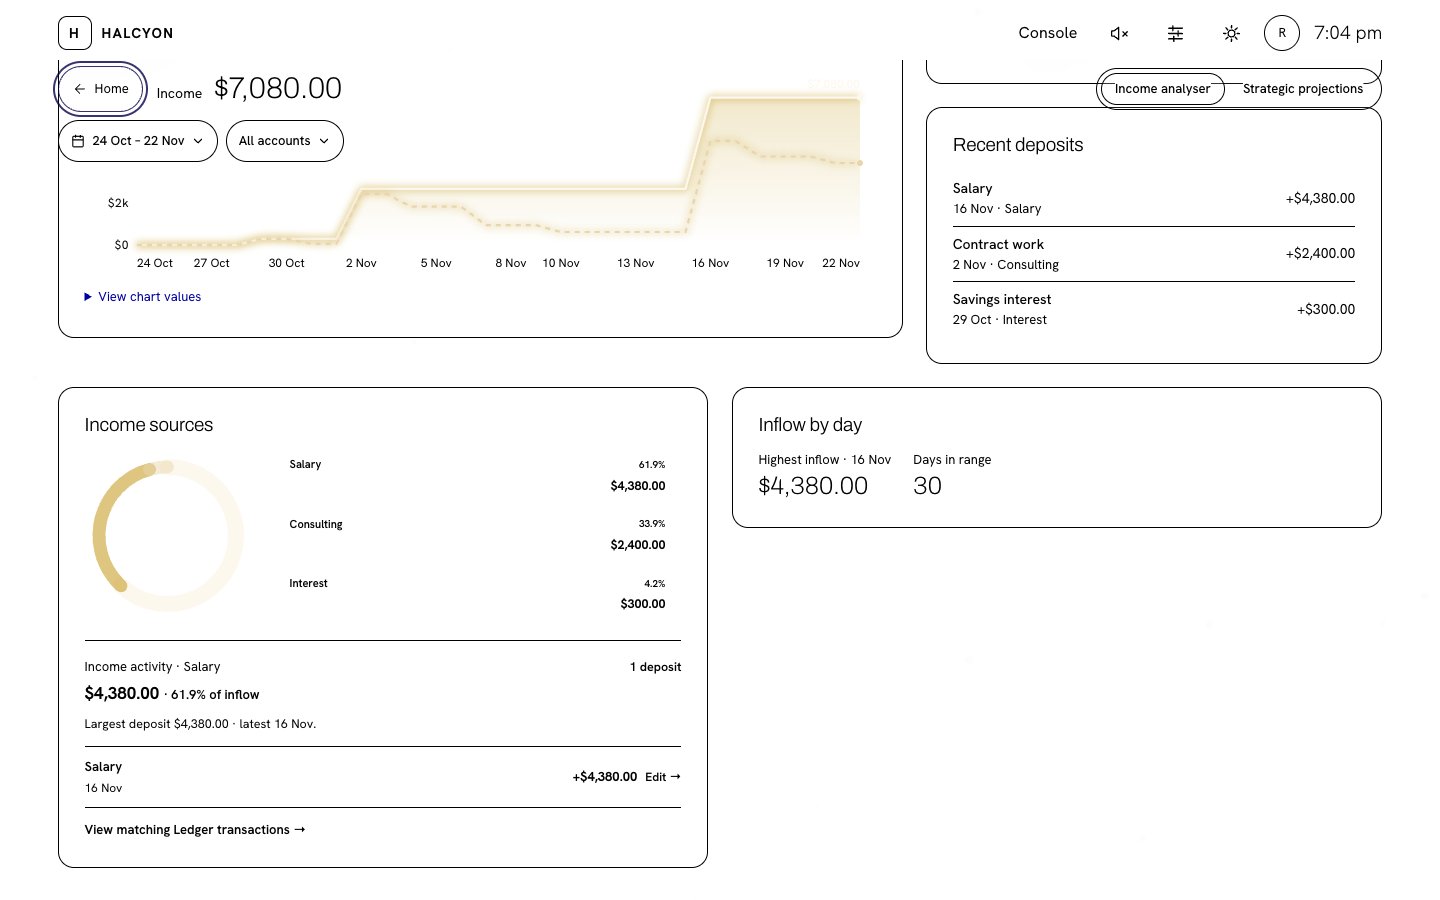 H HALCYON
Console
R
7:04 pm
Home
Income $7,080.00
Income analyser
Strategic projections
24 Oct – 22 Nov
All accounts
$2k
$0
24 Oct 27 Oct 30 Oct 2 Nov 5 Nov 8 Nov 10 Nov 13 Nov 16 Nov 19 Nov 22 Nov
View chart values
Recent deposits
Salary
16 Nov · Salary
+$4,380.00
Contract work
2 Nov · Consulting
+$2,400.00
Savings interest
29 Oct · Interest
+$300.00
Income sources
Salary
61.9%
$4,380.00
Consulting
33.9%
$2,400.00
Interest
4.2%
$300.00
Income activity · Salary
1 deposit
$4,380.00 · 61.9% of inflow
Largest deposit $4,380.00 · latest 16 Nov.
Salary
16 Nov
+$4,380.00 Edit →
View matching Ledger transactions →
Inflow by day
Highest inflow · 16 Nov
$4,380.00
Days in range
30